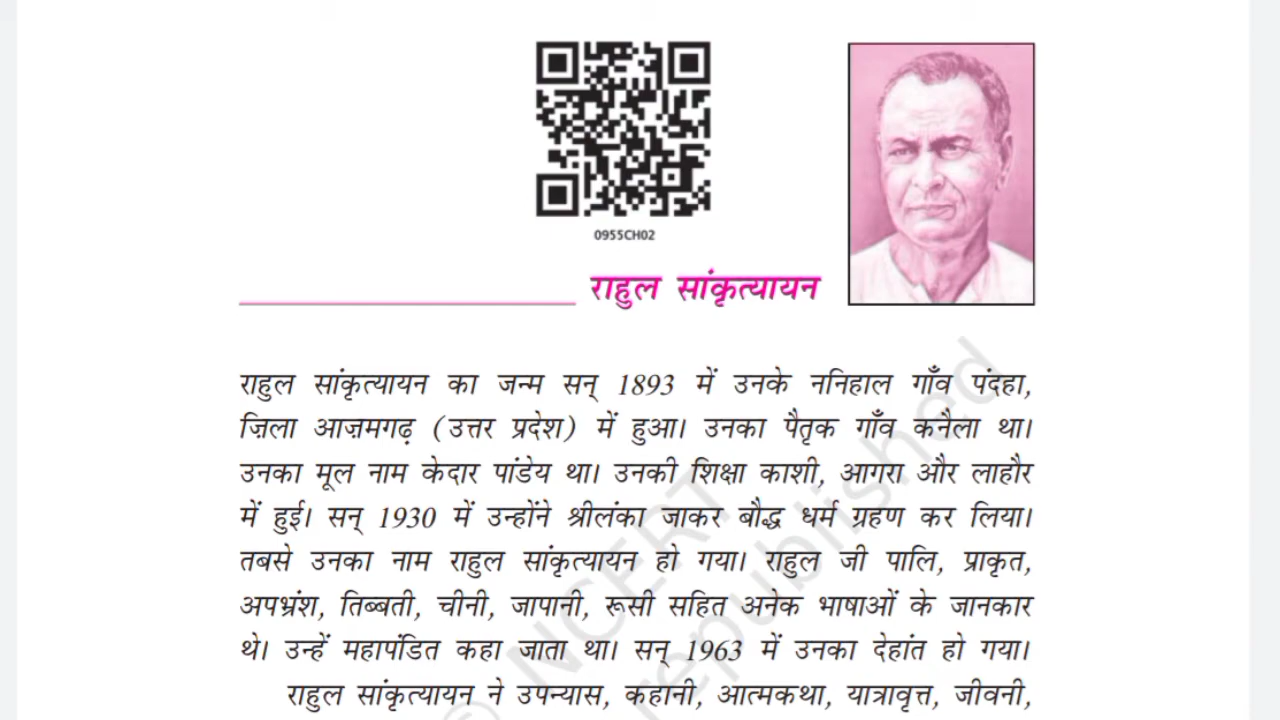 0955CH02
राहुल सांकृत्यायन
राहुल सांकृत्यायन का जन्म सन् 1893 में उनके ननिहाल गाँव पंदहा,
ज़िला आज़मगढ़ (उत्तर प्रदेश) में हुआ। उनका पैतृक गाँव कनैला था।
उनका मूल नाम केदार पांडेय था। उनकी शिक्षा काशी, आगरा और लाहौर
में हुई। सन् 1930 में उन्होंने श्रीलंका जाकर बौद्ध धर्म ग्रहण कर लिया।
तबसे उनका नाम राहुल सांकृत्यायन हो गया। राहुल जी पालि, प्राकृत,
अपभ्रंश, तिब्बती, चीनी, जापानी, रूसी सहित अनेक भाषाओं के जानकार
थे। उन्हें महापंडित कहा जाता था। सन् 1963 में उनका देहांत हो गया।
राहुल सांकृत्यायन ने उपन्यास, कहानी, आत्मकथा, यात्रावृत्त, जीवनी,
© NCERT
republished